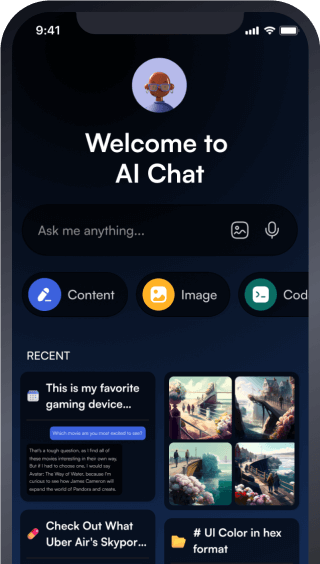 9:41
Welcome to
AI Chat
Ask me anything...
Content
Image
Cod
RECENT
This is my favorite
gaming device...
Which movie are you most excited to see?
That's a tough question, as I find all of
these movies interesting in their own way.
But if I had to choose one, I would say
Avatar: The Way of Water, because I'm
curious to see how James Cameron will
expand the world of Pandora and create.
Check Out What
Uber Air's Skypor...
# UI Color in hex
format